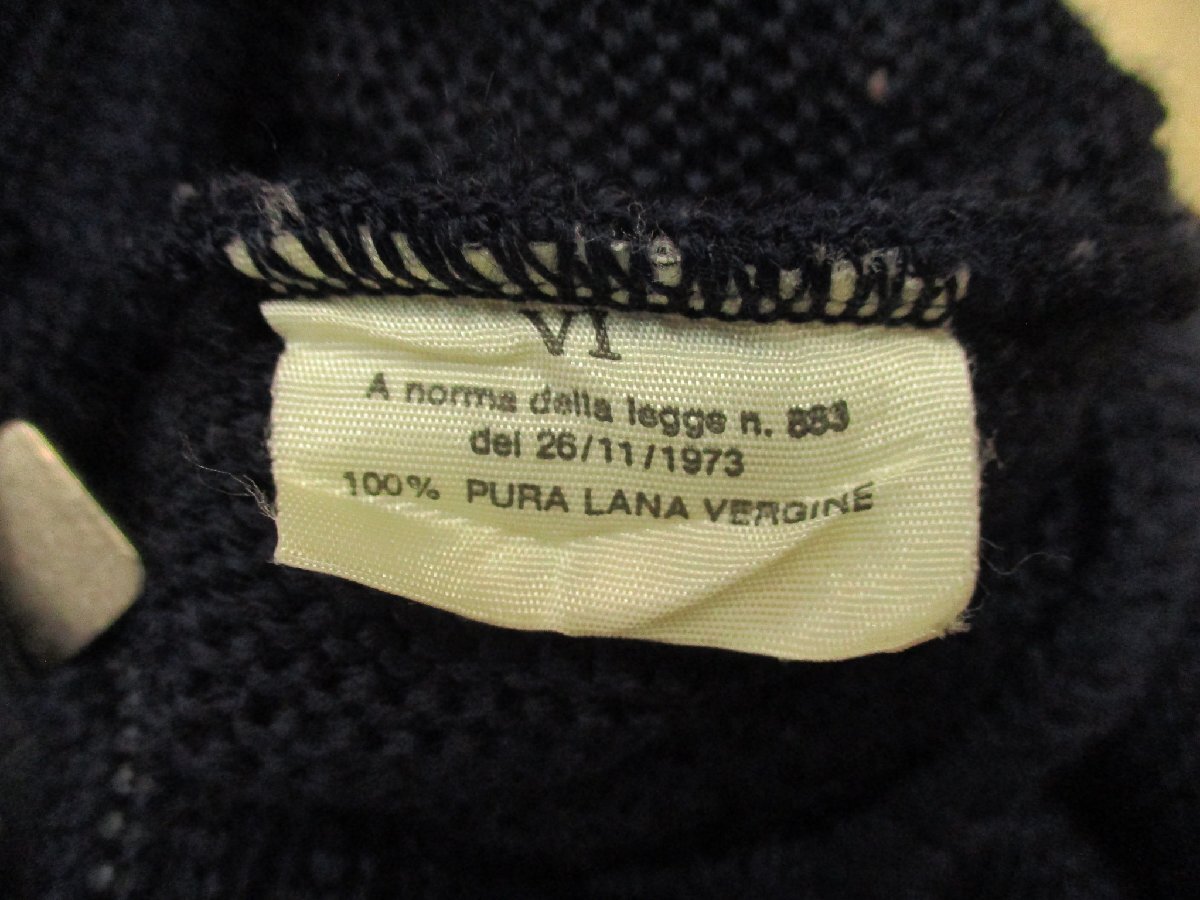 VI
A norma della legge n. 883
del 26/11/1973
100% PURA LANA VERGINE